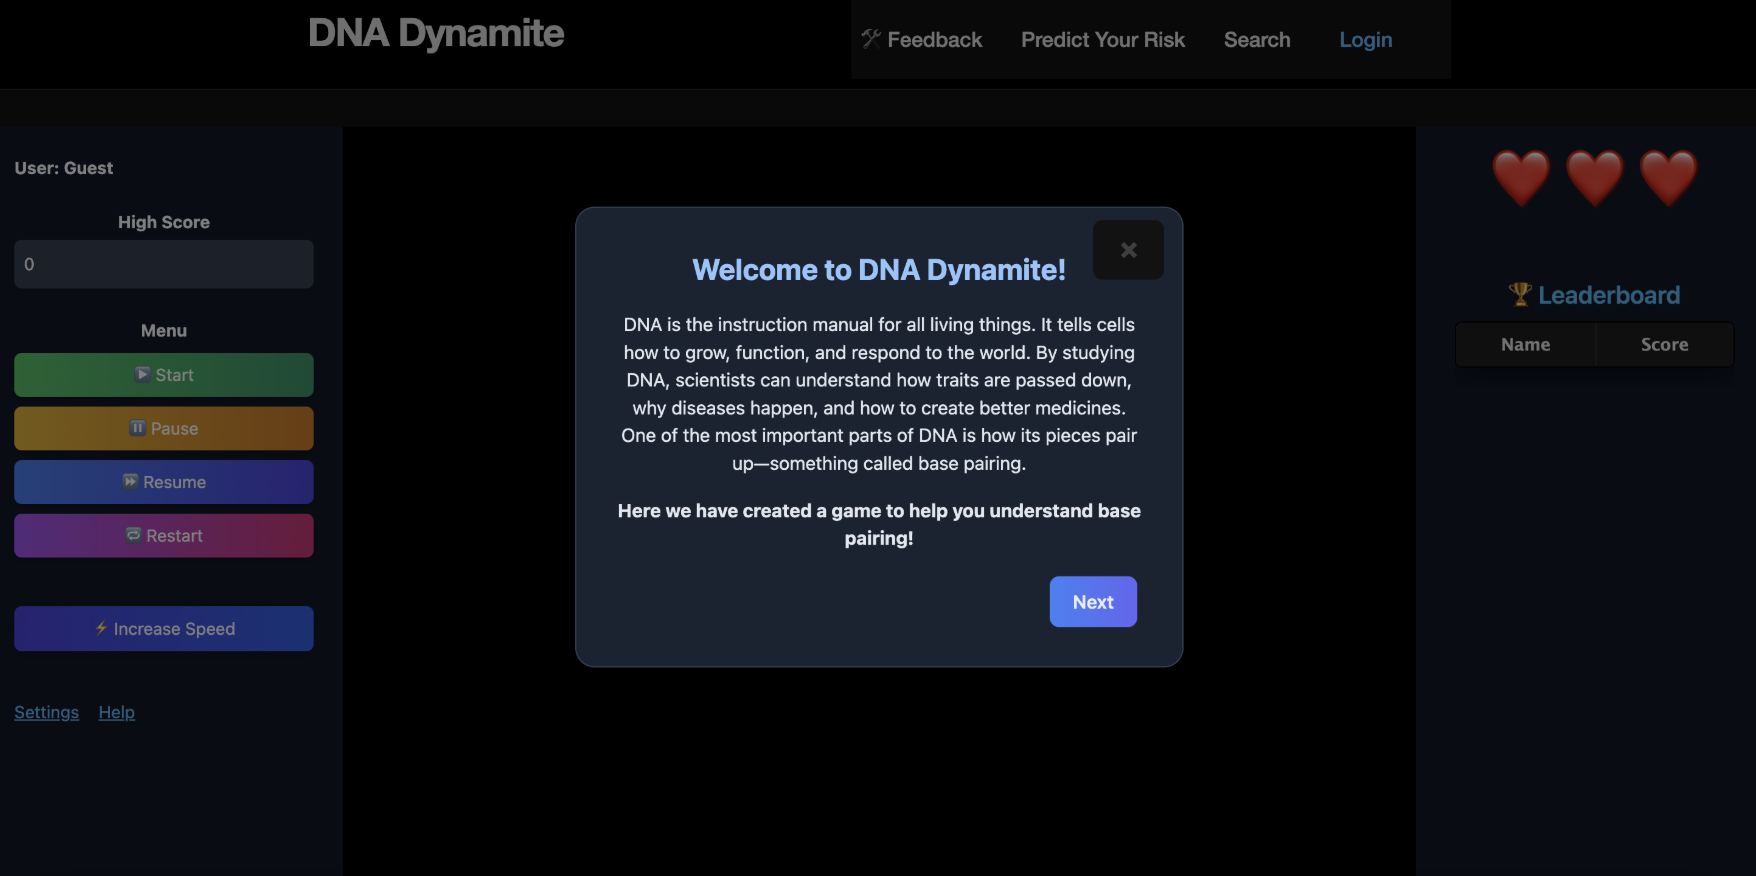 DNA Dynamite
🛠 Feedback
Predict Your Risk
Search
Login
User: Guest
High Score
0
Menu
▶️ Start
⏸️ Pause
⏩ Resume
🔁 Restart
⚡ Increase Speed
Settings
Help
×
Welcome to DNA Dynamite!
DNA is the instruction manual for all living things. It tells cells
how to grow, function, and respond to the world. By studying
DNA, scientists can understand how traits are passed down,
why diseases happen, and how to create better medicines.
One of the most important parts of DNA is how its pieces pair
up—something called base pairing.
Here we have created a game to help you understand base
pairing!
Next
🏆 Leaderboard
Name
Score